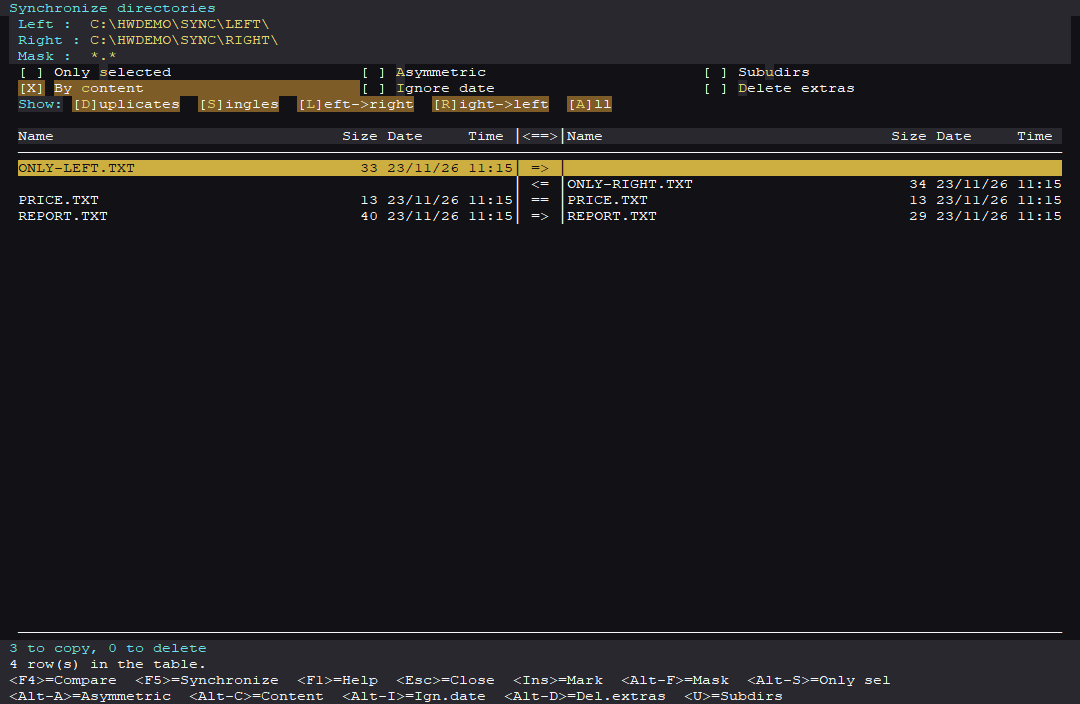 Synchronize directories
Left :  C:\HWDEMO\SYNC\LEFT\
Right : C:\HWDEMO\SYNC\RIGHT\
Mask :  *.*
[ ] Only selected [ ] Asymmetric [ ] Subudirs
[X] By content [ ] Ignore date [ ] Delete extras
Show: [D]uplicates [S]ingles [L]eft->right [R]ight->left [A]ll
Name Size Date Time |<==>|Name Size Date Time
ONLY-LEFT.TXT 33 23/11/26 11:15| => |
| <= |ONLY-RIGHT.TXT 34 23/11/26 11:15
PRICE.TXT 13 23/11/26 11:15| == |PRICE.TXT 13 23/11/26 11:15
REPORT.TXT 40 23/11/26 11:15| => |REPORT.TXT 29 23/11/26 11:15
3 to copy, 0 to delete
4 row(s) in the table.
<F4>=Compare <F5>=Synchronize <F1>=Help <Esc>=Close <Ins>=Mark <Alt-F>=Mask <Alt-S>=Only sel
<Alt-A>=Asymmetric <Alt-C>=Content <Alt-I>=Ign.date <Alt-D>=Del.extras <U>=Subdirs